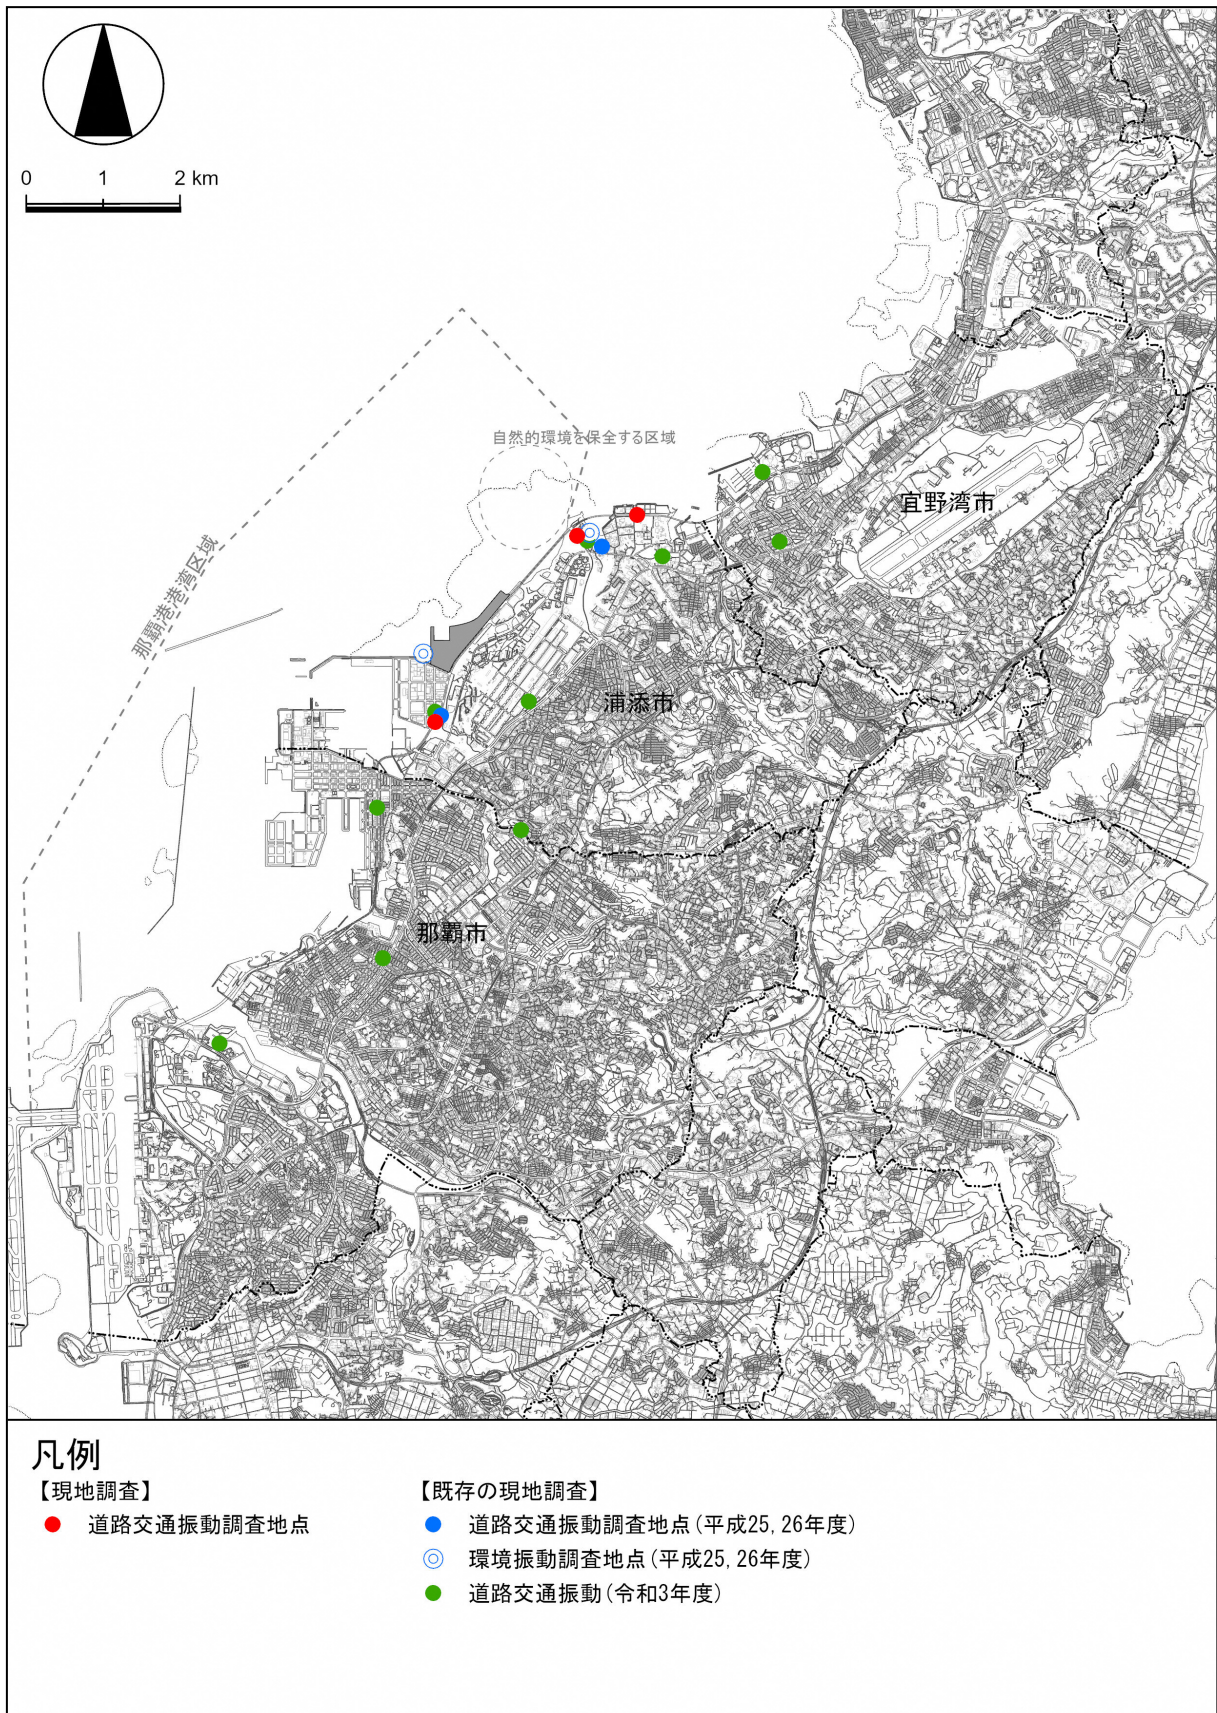 0 1 2 km
自然的環境を保全する区域
宜野湾市
那覇港港湾区域
浦添市
那覇市
凡例
【現地調査】
道路交通振動調査地点
【既存の現地調査】
道路交通振動調査地点(平成25,26年度)
環境振動調査地点(平成25,26年度)
道路交通振動(令和3年度)